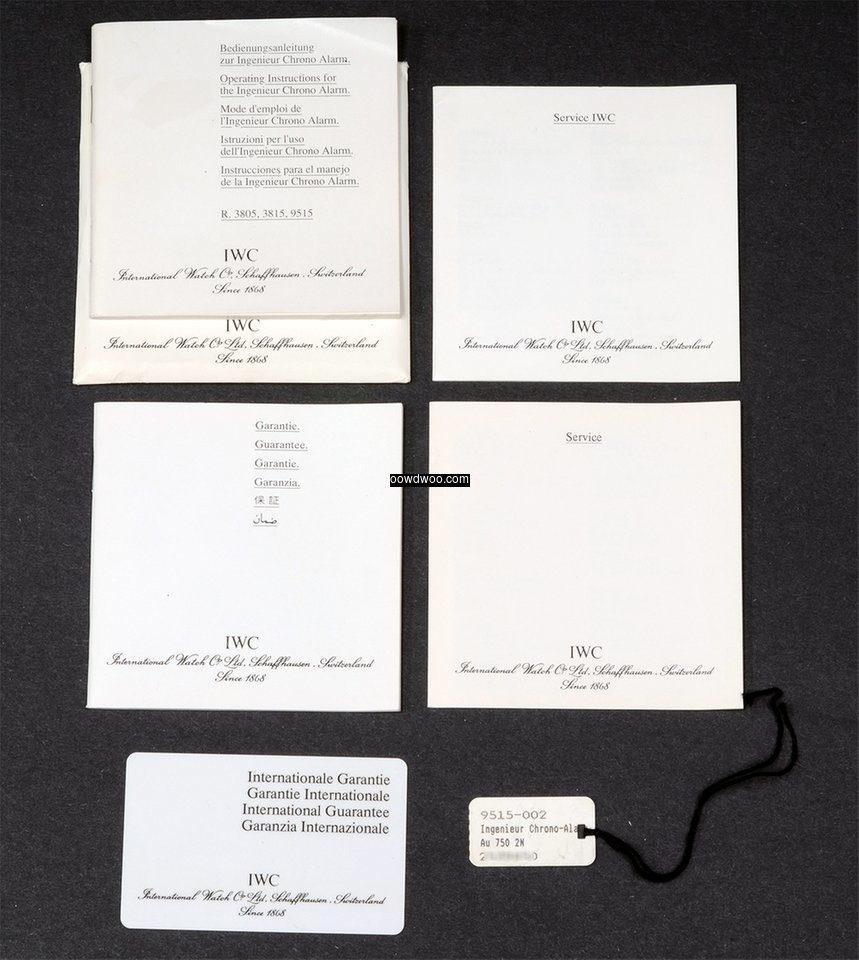 Bedienungsanleitung
zur Ingenieur Chrono Alarm.
Operating Instructions for
the Ingenieur Chrono Alarm.
Mode d'emploi de
l'Ingenieur Chrono Alarm.
Istruzioni per l'uso
dell'Ingenieur Chrono Alarm.
Instrucciones para el manejo
de la Ingenieur Chrono Alarm.
R. 3805, 3815, 9515
IWC
International Watch Co., Schaffhausen . Switzerland
Since 1868
IWC
International Watch Co Ltd. Schaffhausen . Switzerland
Since 1868
Service IWC
IWC
International Watch Co Ltd. Schaffhausen . Switzerland
Since 1868
Garantie.
Guarantee.
Garantie.
Garanzia.
保 証
ضمان
IWC
International Watch Co Ltd. Schaffhausen . Switzerland
Since 1868
Service
IWC
International Watch Co Ltd. Schaffhausen . Switzerland
Since 1868
oowdwoo.com
Internationale Garantie
Garantie Internationale
International Guarantee
Garanzia Internazionale
IWC
International Watch Co Ltd. Schaffhausen . Switzerland
Since 1868
9515-002
Ingenieur Chrono-Ala
Au 750 2N